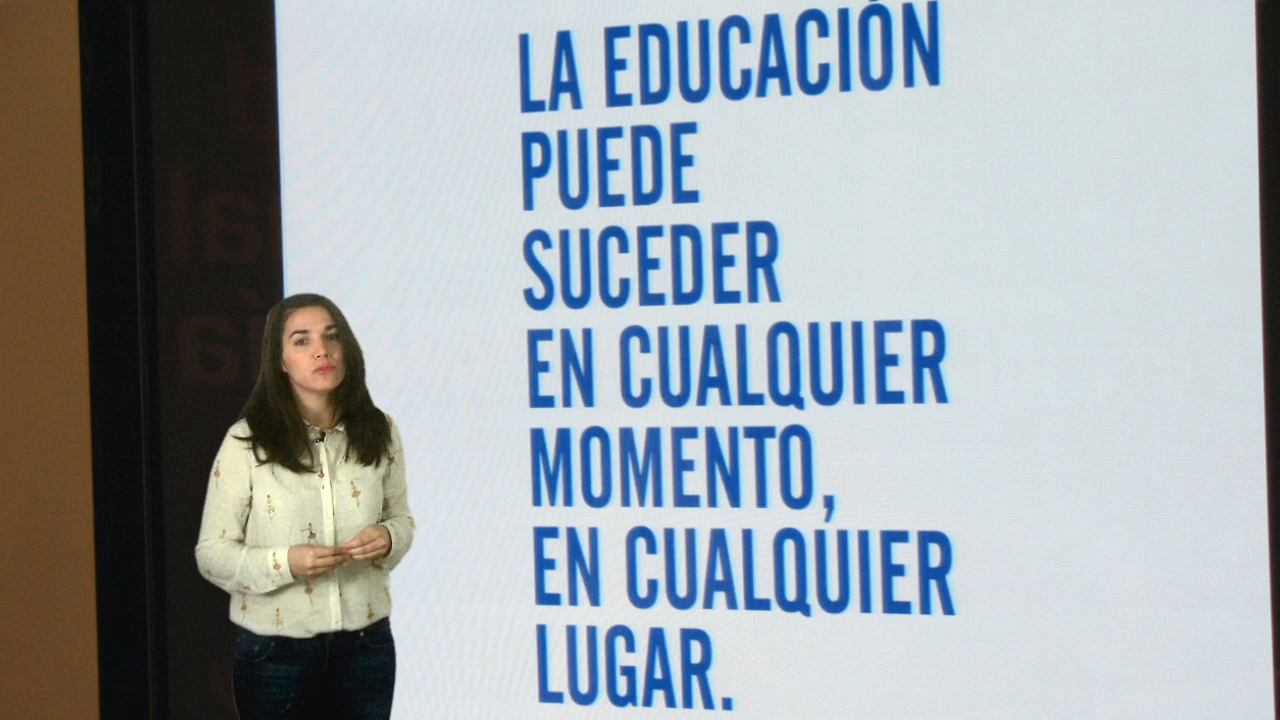 LA EDUCACIÓN
PUEDE
SUCEDER
EN CUALQUIER
MOMENTO,
EN CUALQUIER
LUGAR.